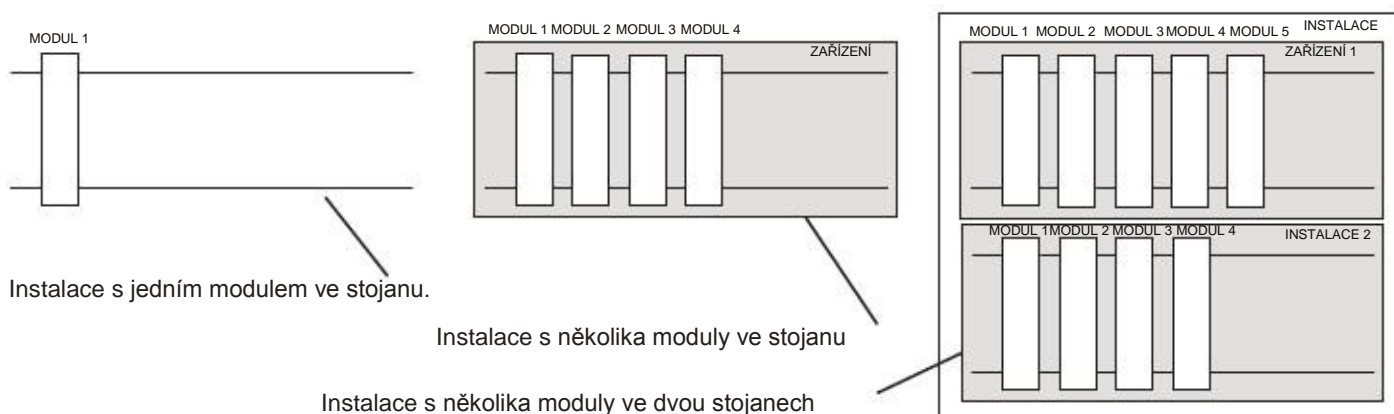 MODUL 1
Instalace s jedním modulem ve stojanu.
MODUL 1 MODUL 2 MODUL 3 MODUL 4
ZAŘÍZENÍ
Instalace s několika moduly ve stojanu
INSTALACE
MODUL 1 MODUL 2 MODUL 3 MODUL 4 MODUL 5
ZAŘÍZENÍ 1
MODUL 1 MODUL 2 MODUL 3 MODUL 4
INSTALACE 2
Instalace s několika moduly ve dvou stojanech